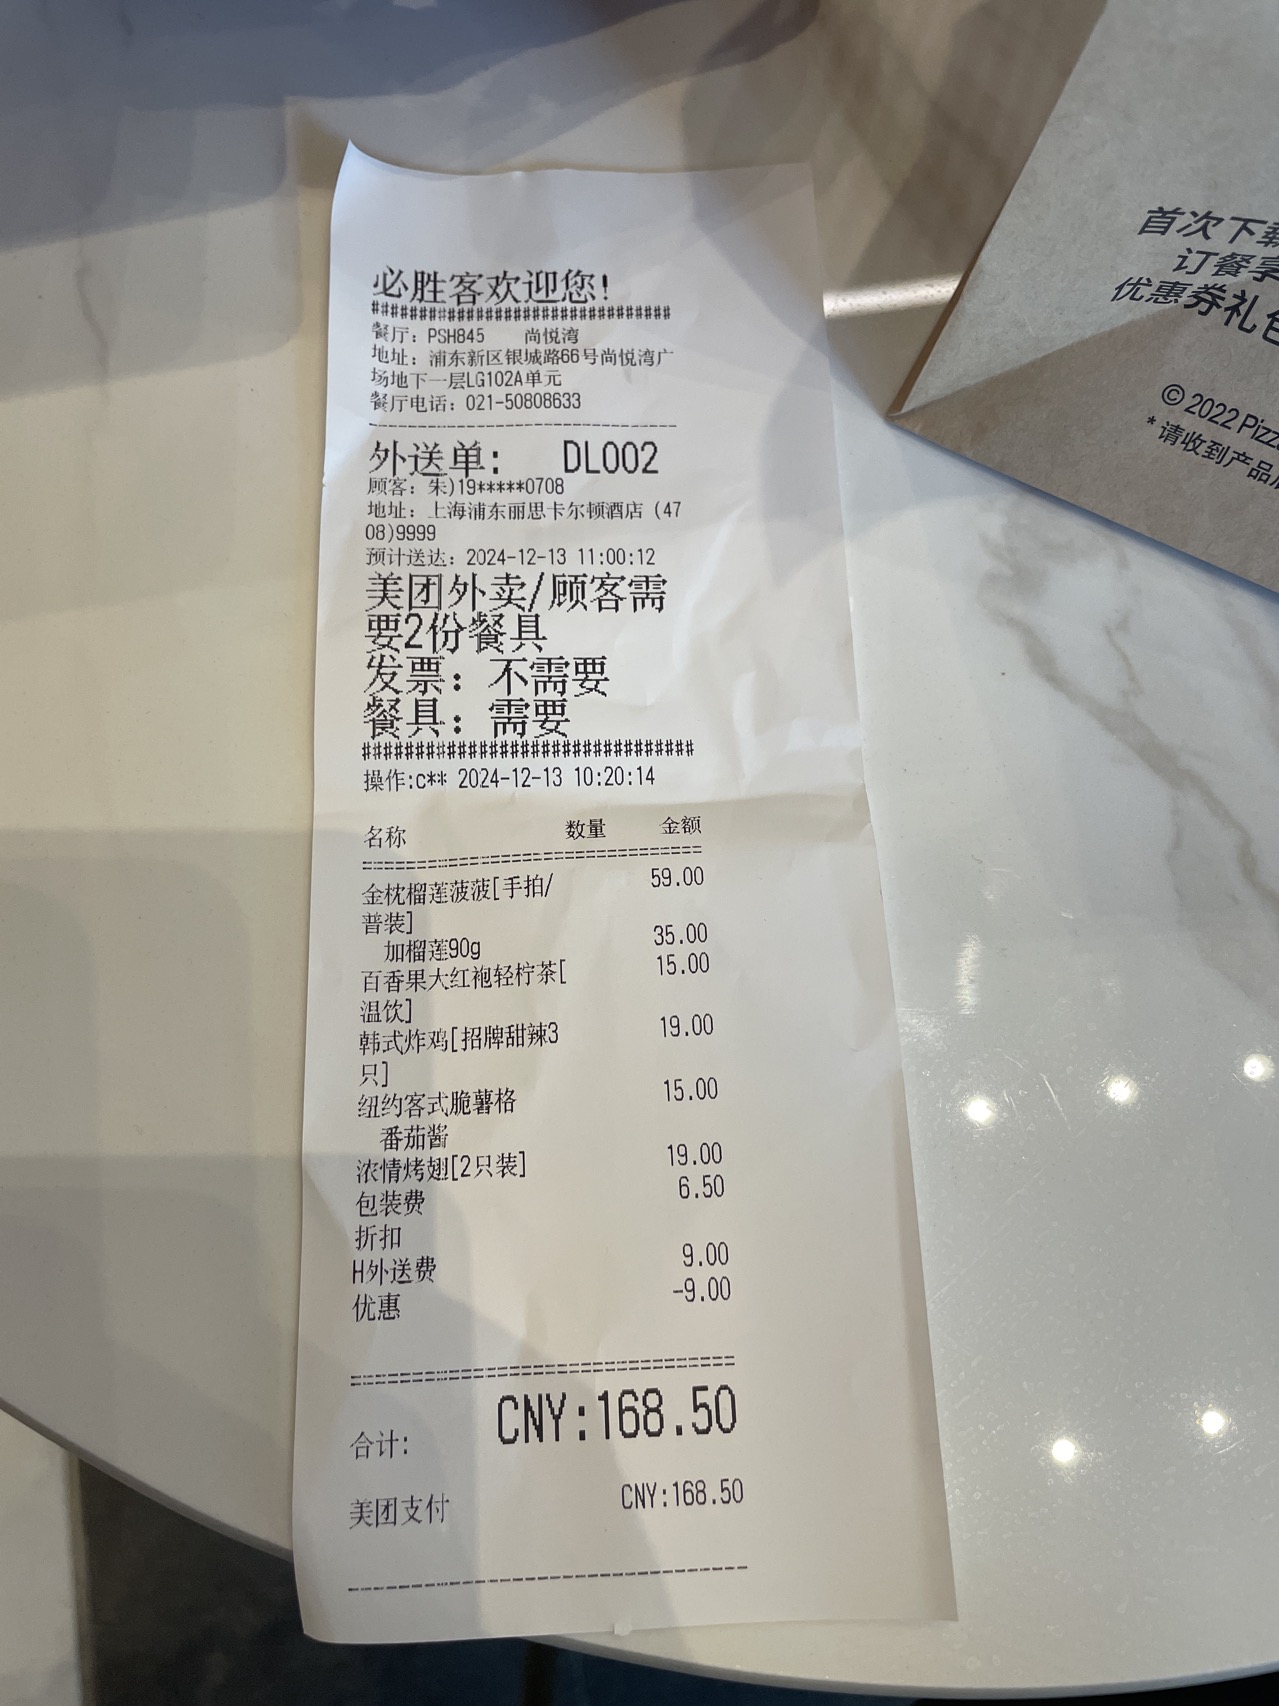 必胜客欢迎您!
##################################
餐厅: PSH845 尚悦湾
地址: 浦东新区银城路66号尚悦湾广
场地下一层LG102A单元
餐厅电话: 021-50808633
外送单: DL002
顾客: 朱)19*****0708
地址: 上海浦东丽思卡尔顿酒店 (47
08)9999
预计送达: 2024-12-13 11:00:12
美团外卖/顾客需
要2份餐具
发票: 不需要
餐具: 需要
##################################
操作:c** 2024-12-13 10:20:14
名称 数量 金额
==================================
金枕榴莲菠菠[手拍/ 59.00
普装]
加榴莲90g 35.00
百香果大红袍轻柠茶[ 15.00
温饮]
韩式炸鸡[招牌甜辣3 19.00
只]
纽约客式脆薯格 15.00
番茄酱
浓情烤翅[2只装] 19.00
包装费 6.50
折扣
H外送费 9.00
优惠 -9.00
==================================
合计: CNY:168.50
美团支付 CNY:168.50
首次下载
订餐享
优惠券礼包
© 2022 Pizza
*请收到产品后